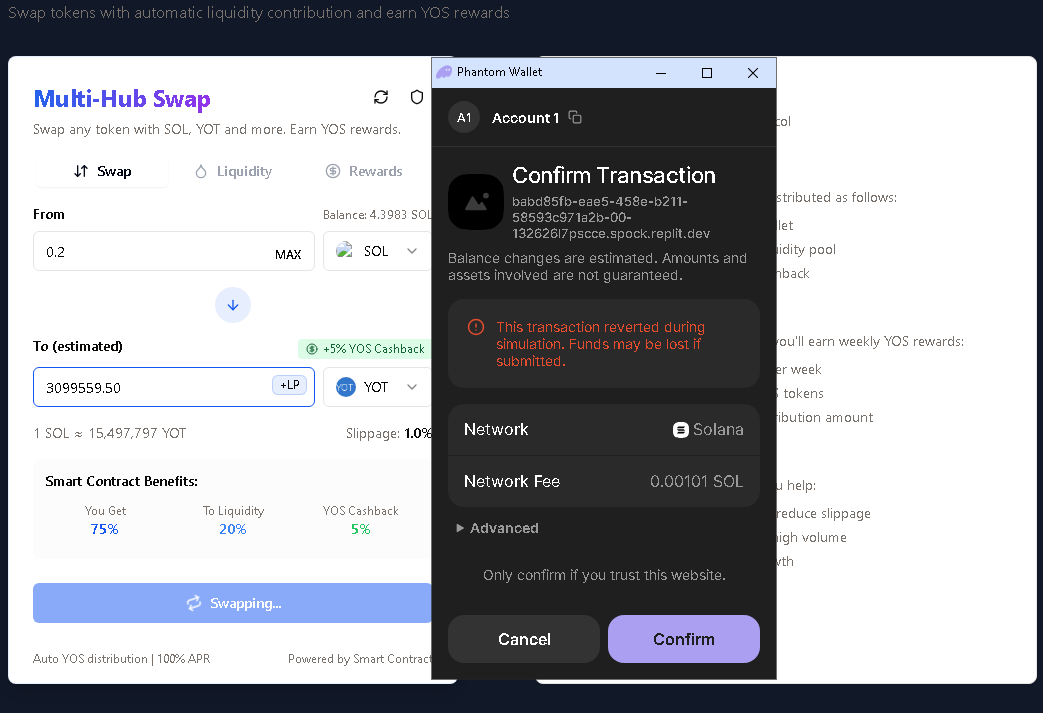 Swap tokens with automatic liquidity contribution and earn YOS rewards
Multi-Hub Swap
Swap any token with SOL, YOT and more. Earn YOS rewards.
Swap
Liquidity
Rewards
From
Balance: 4.3983 SOL
0.2
MAX
SOL
To (estimated)
+5% YOS Cashback
3099559.50
+LP
YOT
YOT
1 SOL ≈ 15,497,797 YOT
Slippage: 1.0%
Smart Contract Benefits:
You Get
To Liquidity
YOS Cashback
75%
20%
5%
Swapping...
Auto YOS distribution | 100% APR
Powered by Smart Contract
Phantom Wallet
A1
Account 1
Confirm Transaction
babd85fb-eae5-458e-b211-
58593c971a2b-00-
132626l7pscce.spock.replit.dev
Balance changes are estimated. Amounts and
assets involved are not guaranteed.
This transaction reverted during
simulation. Funds may be lost if
submitted.
Network
Solana
Network Fee
0.00101 SOL
Advanced
Only confirm if you trust this website.
Cancel
Confirm
col
stributed as follows:
llet
uidity pool
hback
you'll earn weekly YOS rewards:
er week
S tokens
ribution amount
u help:
reduce slippage
high volume
wth